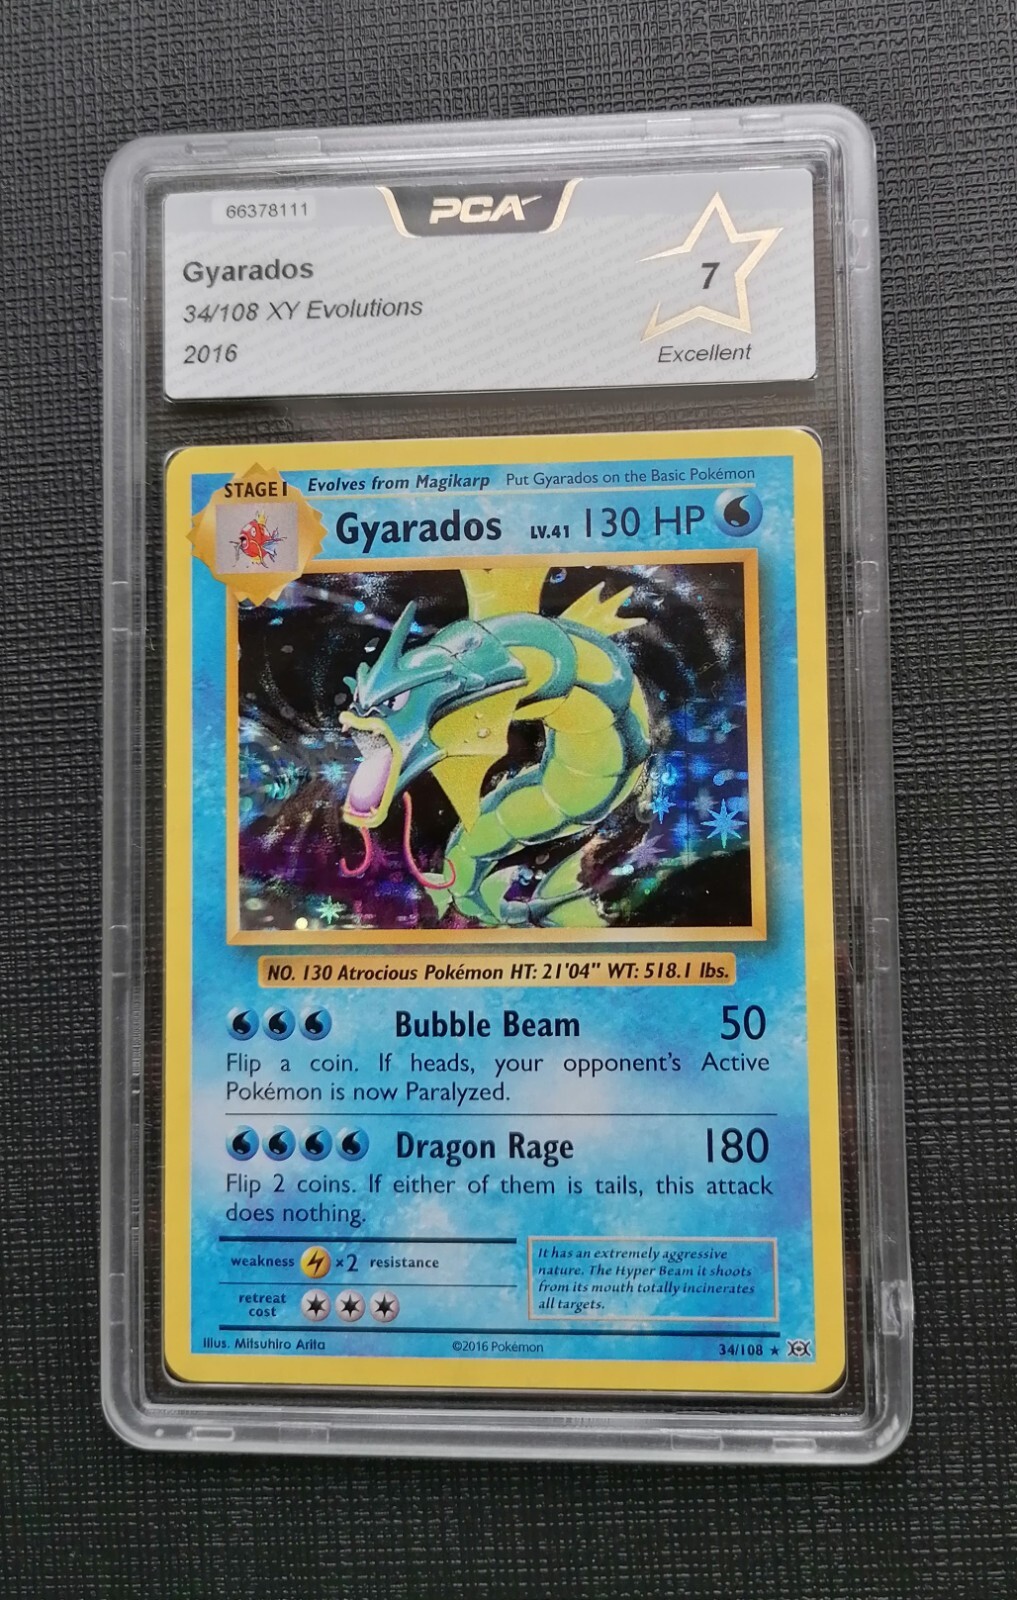 66378111
PCA
Gyarados
34/108 XY Evolutions
2016
7
Excellent
STAGE 1
Evolves from Magikarp Put Gyarados on the Basic Pokémon
Gyarados LV.41 130 HP
NO. 130 Atrocious Pokémon HT: 21'04" WT: 518.1 lbs.
Bubble Beam 50
Flip a coin. If heads, your opponent's Active
Pokémon is now Paralyzed.
Dragon Rage 180
Flip 2 coins. If either of them is tails, this attack
does nothing.
weakness ×2 resistance
retreat
cost
It has an extremely aggressive
nature. The Hyper Beam it shoots
from its mouth totally incinerates
all targets.
Illus. Mitsuhiro Arita ©2016 Pokémon 34/108 ★